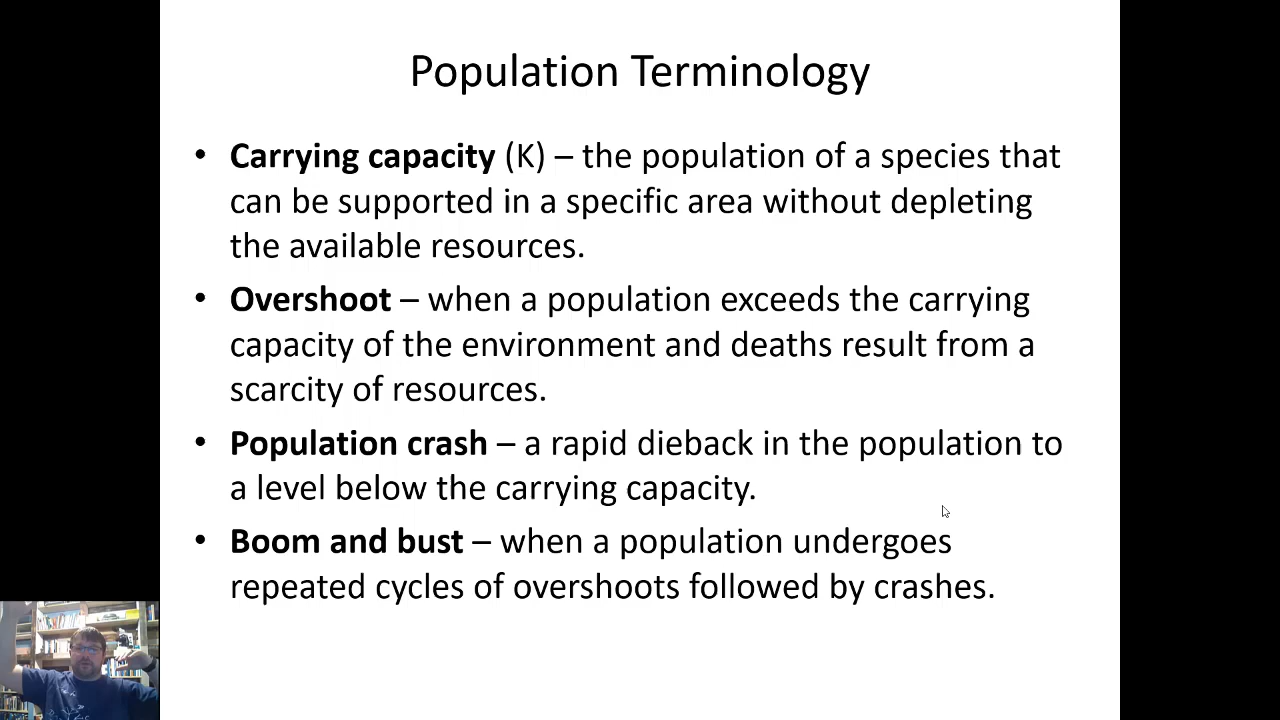 Population Terminology
• Carrying capacity (K) – the population of a species that
can be supported in a specific area without depleting
the available resources.
• Overshoot – when a population exceeds the carrying
capacity of the environment and deaths result from a
scarcity of resources.
• Population crash – a rapid dieback in the population to
a level below the carrying capacity.
• Boom and bust – when a population undergoes
repeated cycles of overshoots followed by crashes.